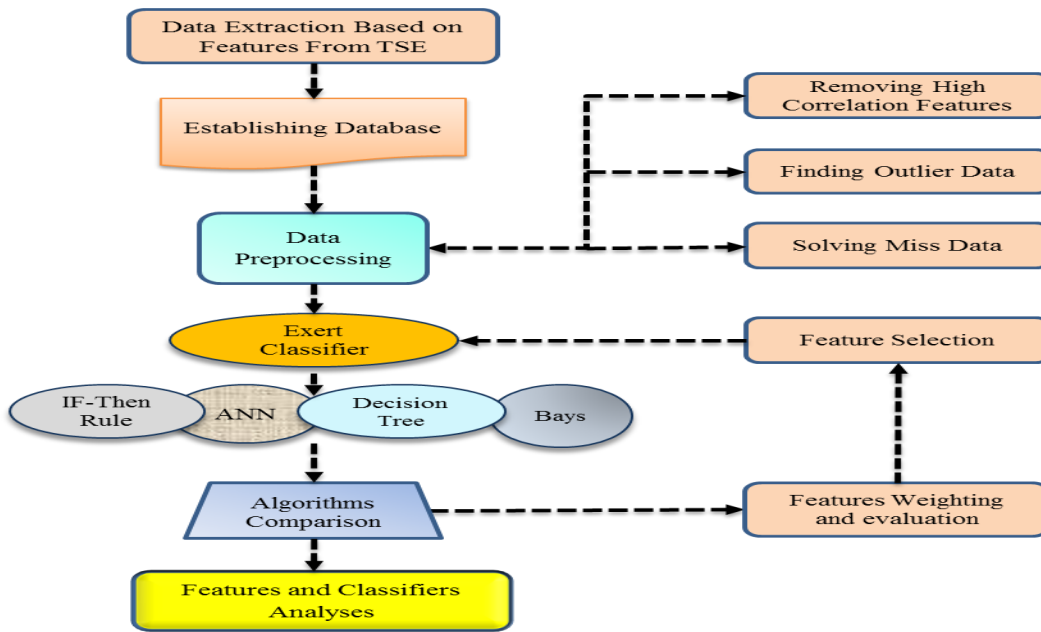 Data Extraction Based on
Features From TSE
Establishing Database
Data
Preprocessing
Removing High
Correlation Features
Finding Outlier Data
Solving Miss Data
Exert
Classifier
Feature Selection
IF-Then
Rule
ANN
Decision
Tree
Bays
Algorithms
Comparison
Features Weighting
and evaluation
Features and Classifiers
Analyses